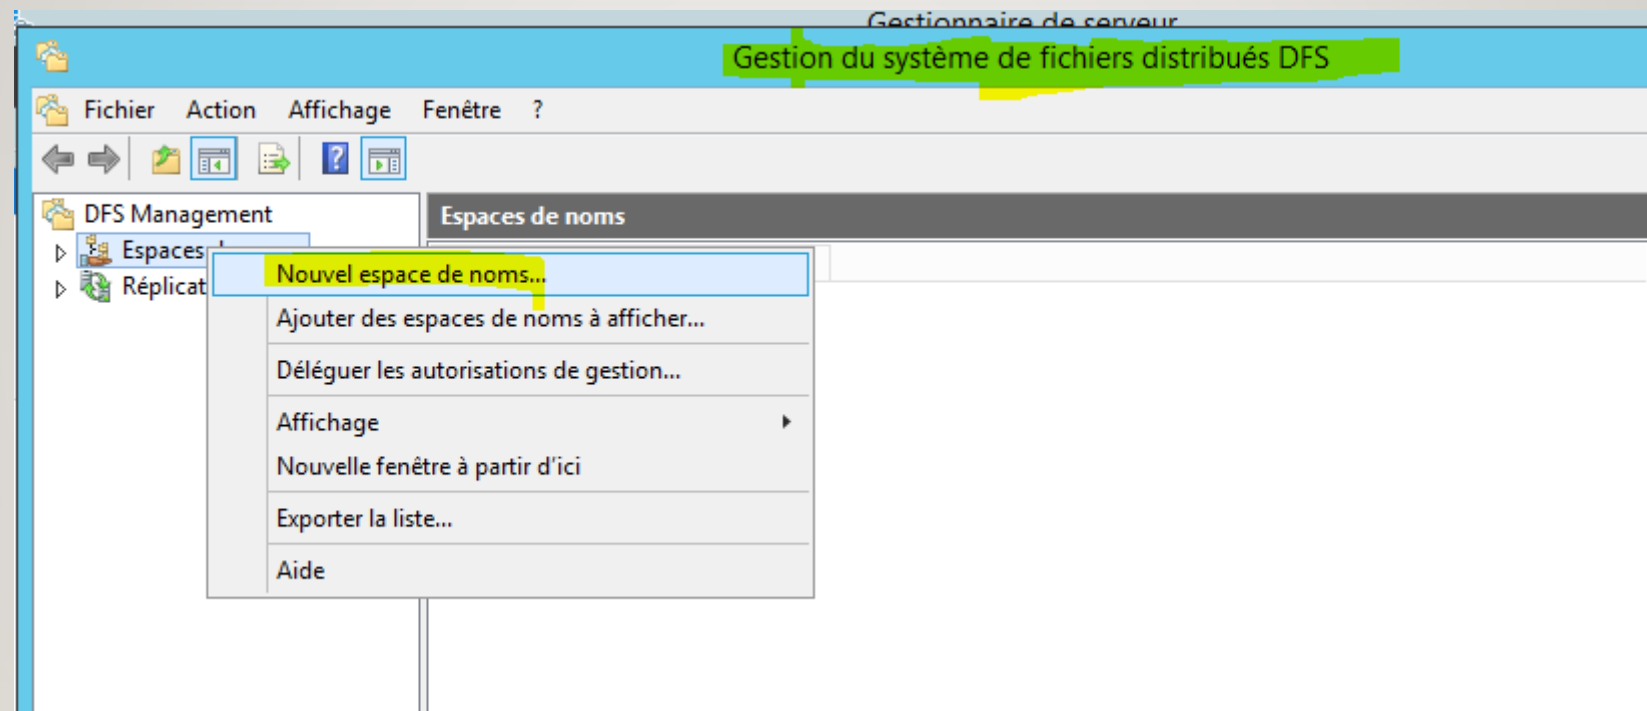 Gestionnaire de serveur
Gestion du système de fichiers distribués DFS
Fichier Action Affichage Fenêtre ?
DFS Management
Espaces de noms
Espaces
Nouvel espace de noms...
Réplicat
Ajouter des espaces de noms à afficher...
Déléguer les autorisations de gestion...
Affichage
Nouvelle fenêtre à partir d'ici
Exporter la liste...
Aide